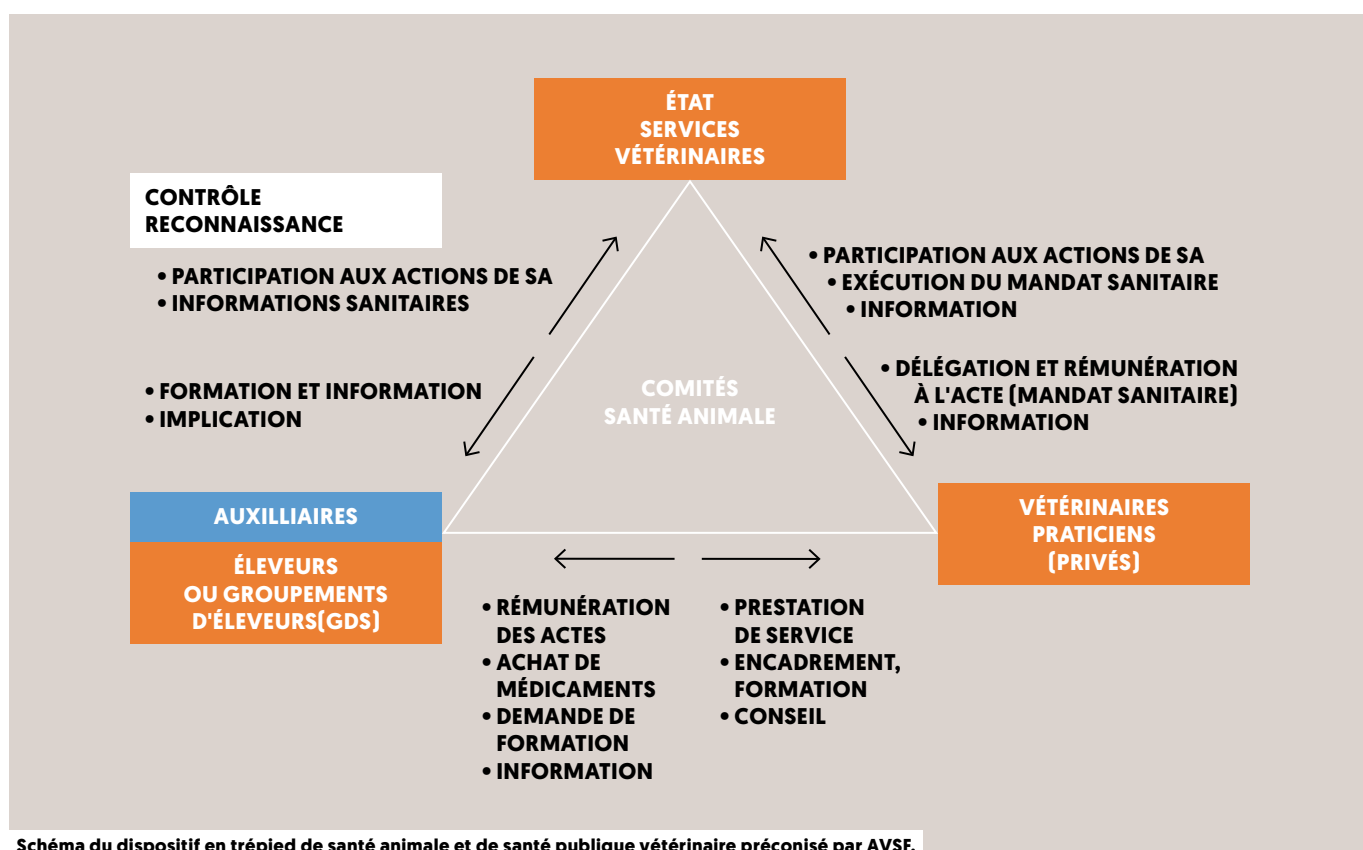 ÉTAT
SERVICES
VÉTÉRINAIRES
CONTRÔLE
RECONNAISSANCE
• PARTICIPATION AUX ACTIONS DE SA
• INFORMATIONS SANITAIRES
• PARTICIPATION AUX ACTIONS DE SA
• EXÉCUTION DU MANDAT SANITAIRE
• INFORMATION
• FORMATION ET INFORMATION
• IMPLICATION
COMITÉS
SANTÉ ANIMALE
• DÉLÉGATION ET RÉMUNÉRATION
À L'ACTE (MANDAT SANITAIRE)
• INFORMATION
AUXILLIAIRES
ÉLEVEURS
OU GROUPEMENTS
D'ÉLEVEURS(GDS)
VÉTÉRINAIRES
PRATICIENS
(PRIVÉS)
• RÉMUNÉRATION
DES ACTES
• ACHAT DE
MÉDICAMENTS
• DEMANDE DE
FORMATION
• INFORMATION
• PRESTATION
DE SERVICE
• ENCADREMENT,
FORMATION
• CONSEIL
Schéma du dispositif en trépied de santé animale et de santé publique vétérinaire préconisé par AVSF.